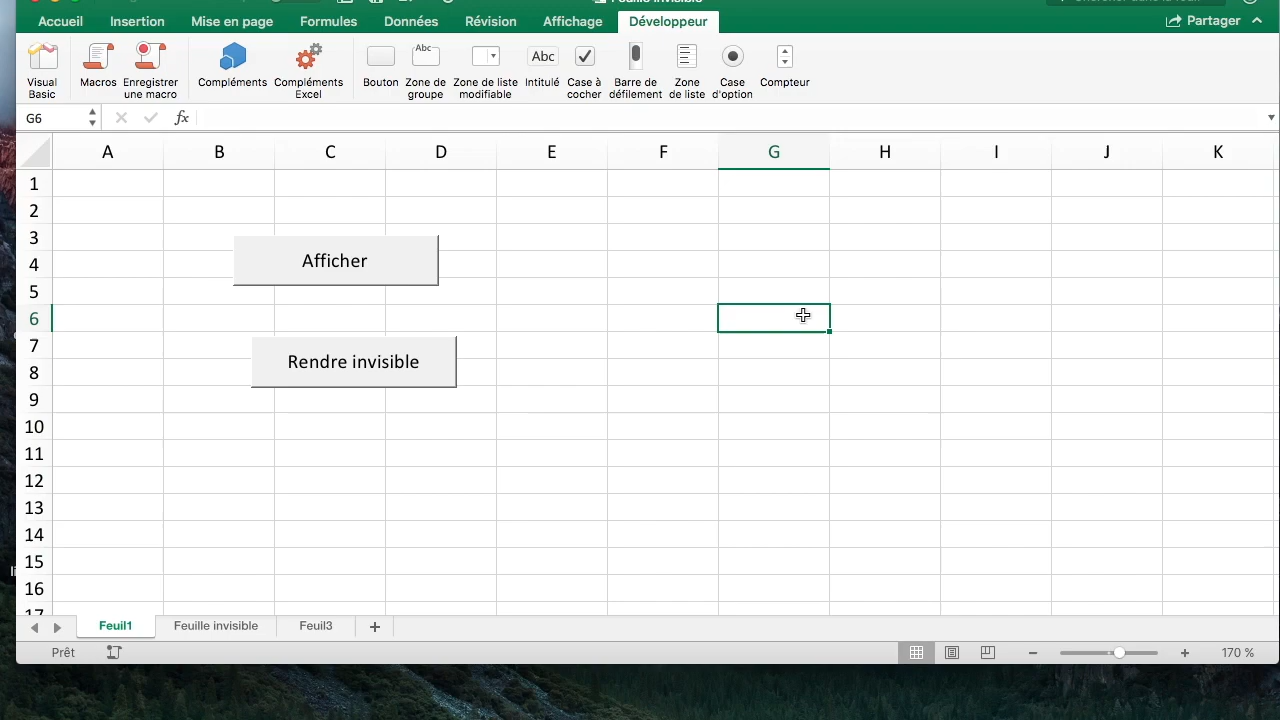 Feuille invisible
Accueil Insertion Mise en page Formules Données Révision Affichage Développeur Partager
Visual Basic
Macros
Enregistrer une macro
Compléments
Compléments Excel
Bouton
Zone de groupe
Zone de liste modifiable
Abc Intitulé
Case à cocher
Barre de défilement
Zone de liste
Case d'option
Compteur
G6 fx
A B C D E F G H I J K
1
2
3
4
5
6
7
8
9
10
11
12
13
14
15
16
17
Afficher
Rendre invisible
Feuil1 Feuille invisible Feuil3 +
Prêt 170 %